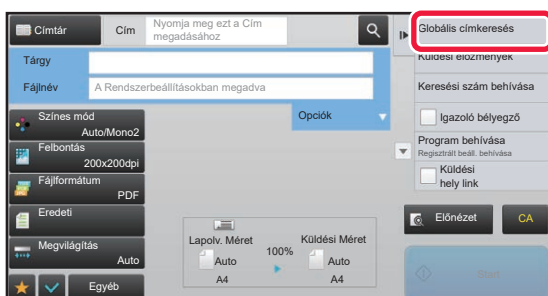 Címtár
Cím
Nyomja meg ezt a Cím
megadásához
Globális címkeresés
Tárgy
Küldési előzmények
Fájlnév
A Rendszerbeállításokban megadva
Keresési szám behívása
Opciók
Színes mód
Auto/Mono2
Igazoló bélyegző
Felbontás
200x200dpi
Program behívása
Regisztrált beáll. behívása
Fájlformátum
PDF
Küldési
hely link
Eredeti
Előnézet
CA
Megvilágítás
Auto
Lapolv. Méret
100%
Küldési Méret
Auto
Auto
A4
A4
Egyéb
Start